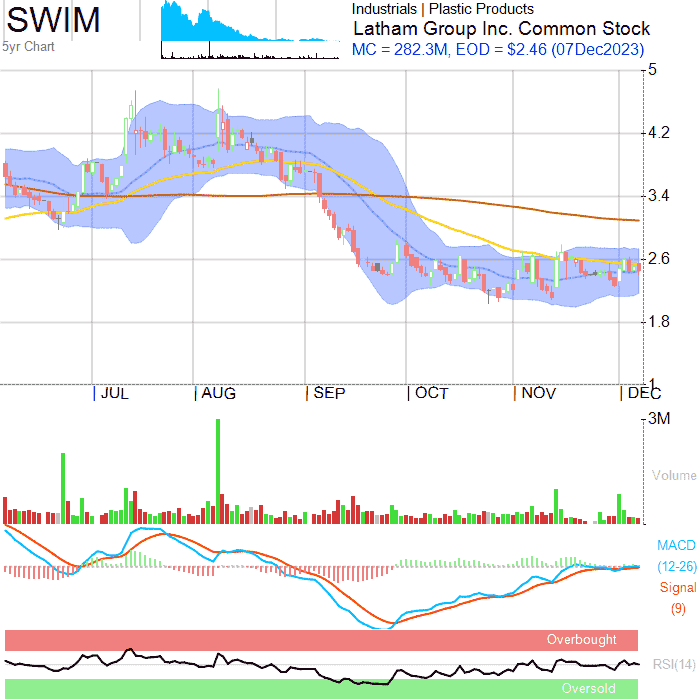 SWIM
5yr Chart
Industrials | Plastic Products
Latham Group Inc. Common Stock
MC = 282.3M, EOD = $2.46 (07Dec2023)
5
4.2
3.4
2.6
1.8
1
JUL AUG SEP OCT NOV DEC
3M
Volume
MACD
(12-26)
Signal
(9)
Overbought
RSI(14)
Oversold